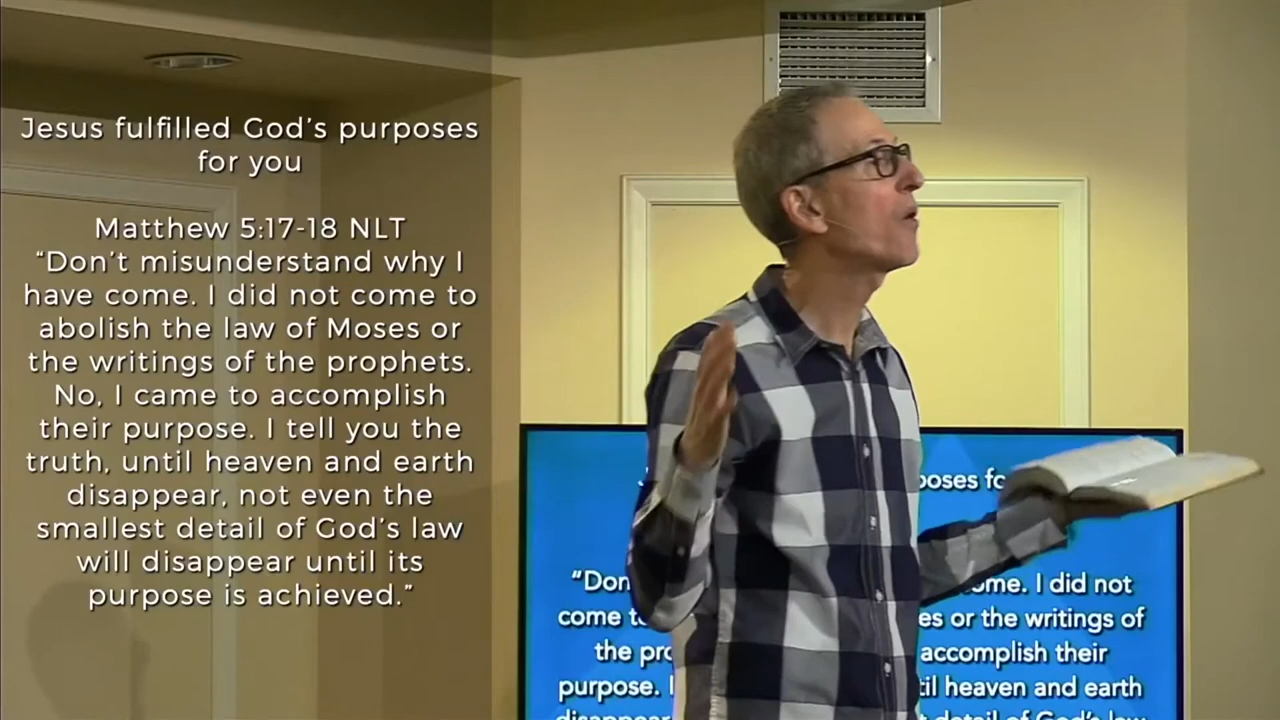 Jesus fulfilled God's purposes
for you
Matthew 5:17-18 NLT
“Don't misunderstand why I
have come. I did not come to
abolish the law of Moses or
the writings of the prophets.
No, I came to accomplish
their purpose. I tell you the
truth, until heaven and earth
disappear, not even the
smallest detail of God's law
will disappear until its
purpose is achieved.”
“Don
ome. I did not
come
es or the writings of
the
accomplish their
purpose. I
til heaven and earth
detail of God's law